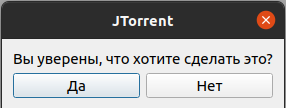 JTorrent
Вы уверены, что хотите сделать это?
Да Нет